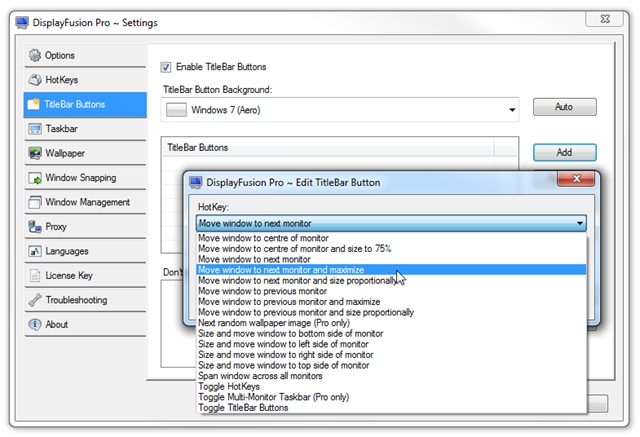 DisplayFusion Pro ~ Settings
Options
HotKeys
TitleBar Buttons
Taskbar
Wallpaper
Window Snapping
Window Management
Proxy
Languages
License Key
Troubleshooting
About
Enable TitleBar Buttons
TitleBar Button Background:
Windows 7 (Aero)
Auto
TitleBar Buttons
Add
Don't
DisplayFusion Pro ~ Edit TitleBar Button
HotKey:
Move window to next monitor
Move window to centre of monitor
Move window to centre of monitor and size to 75%
Move window to next monitor
Move window to next monitor and maximize
Move window to next monitor and size proportionally
Move window to previous monitor
Move window to previous monitor and maximize
Move window to previous monitor and size proportionally
Next random wallpaper image (Pro only)
Size and move window to bottom side of monitor
Size and move window to left side of monitor
Size and move window to right side of monitor
Size and move window to top side of monitor
Span window across all monitors
Toggle HotKeys
Toggle Multi-Monitor Taskbar (Pro only)
Toggle TitleBar Buttons